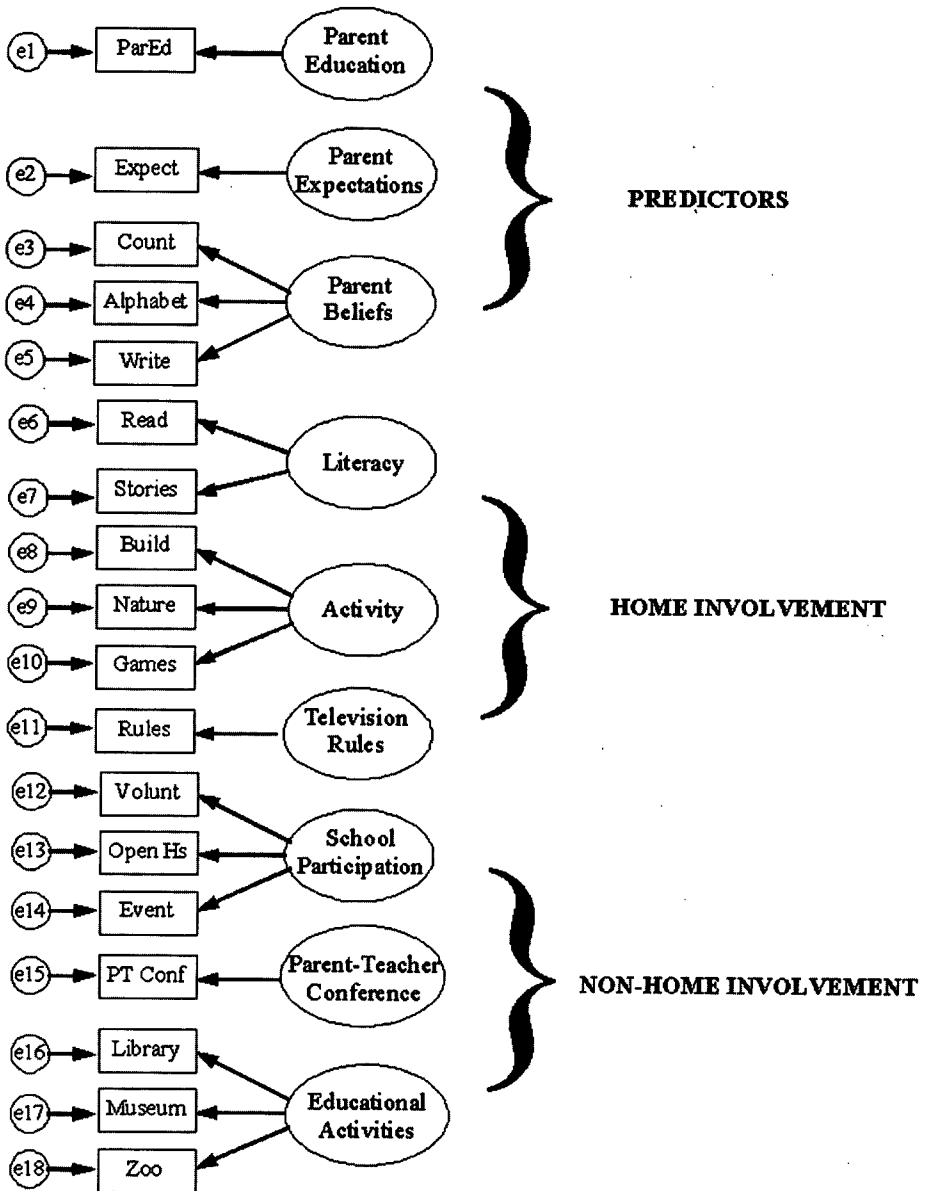 e1 ParEd Parent
Education
e2 Expect Parent
Expectations
PREDICTORS
e3 Count
e4 Alphabet Parent
Beliefs
e5 Write
e6 Read
Literacy
e7 Stories
e8 Build
e9 Nature Activity
HOME INVOLVEMENT
e10 Games
e11 Rules Television
Rules
e12 Volunt
e13 Open Hs School
Participation
e14 Event
e15 PT Conf Parent-Teacher
Conference
NON-HOME INVOLVEMENT
e16 Library
e17 Museum Educational
Activities
e18 Zoo